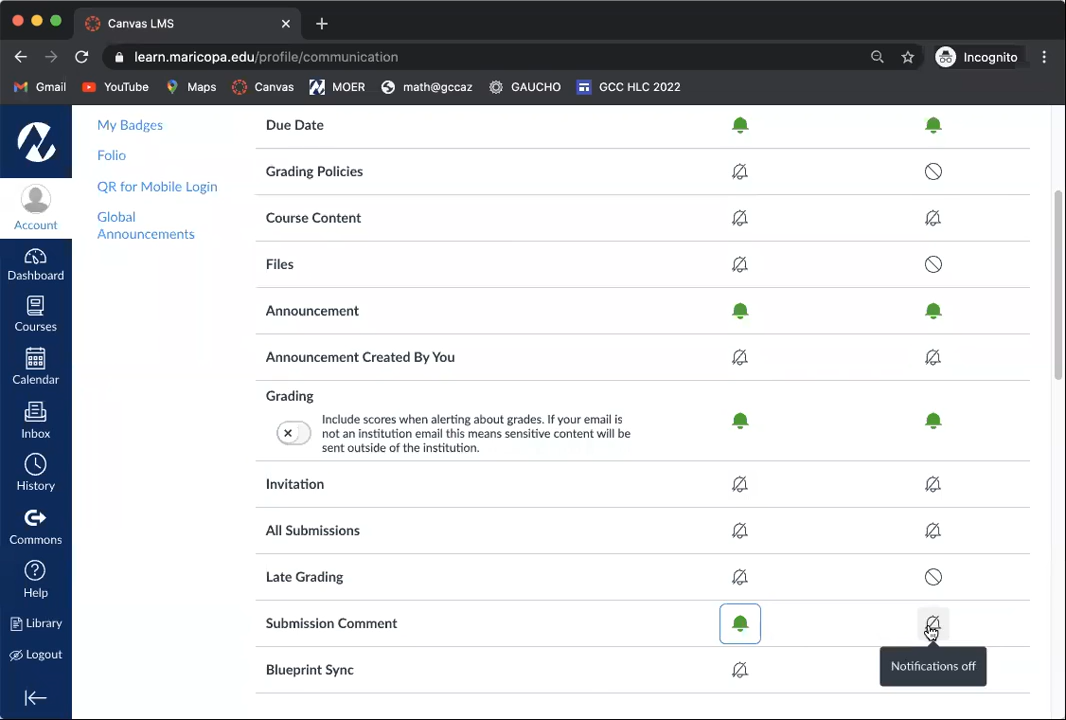 Canvas LMS
learn.maricopa.edu/profile/communication
Incognito
Gmail
YouTube
Maps
Canvas
MOER
math@gccaz
GAUCHO
GCC HLC 2022
Account
Dashboard
Courses
Calendar
Inbox
History
Commons
Help
Library
Logout
My Badges
Folio
QR for Mobile Login
Global
Announcements
Due Date
Grading Policies
Course Content
Files
Announcement
Announcement Created By You
Grading
Include scores when alerting about grades. If your email is
not an institution email this means sensitive content will be
sent outside of the institution.
Invitation
All Submissions
Late Grading
Submission Comment
Notifications off
Blueprint Sync